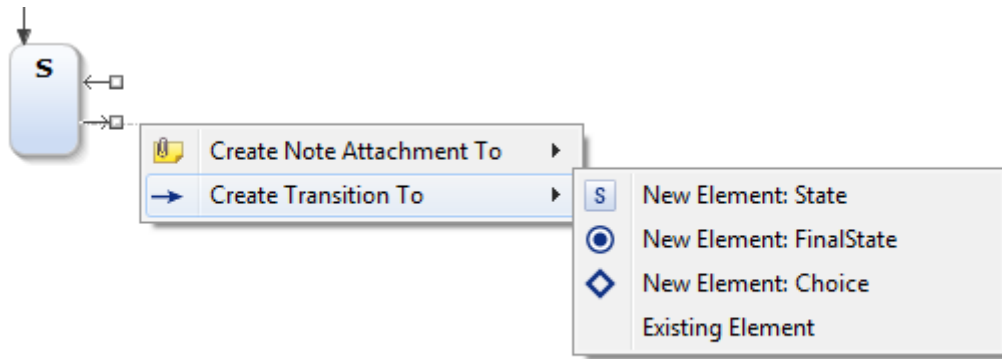 S
Create Note Attachment To
Create Transition To
S New Element: State
New Element: FinalState
New Element: Choice
Existing Element